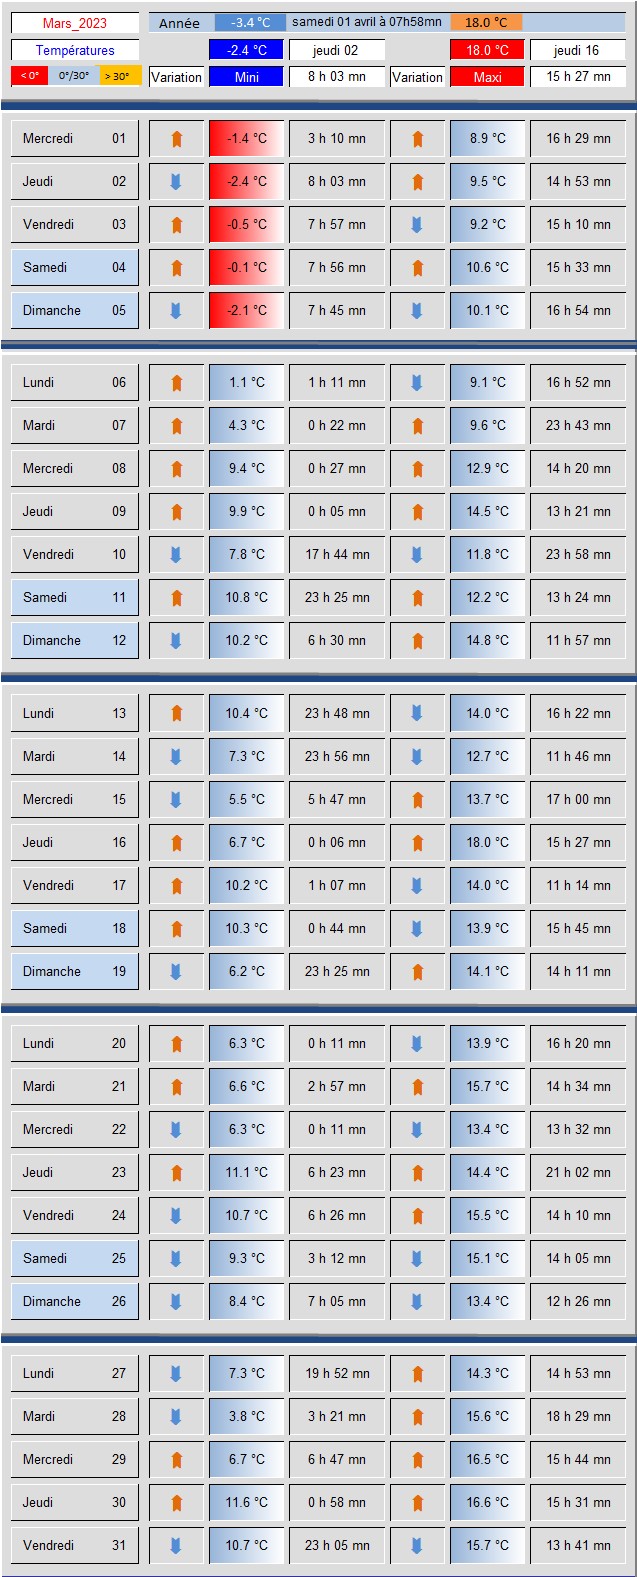 Mars_2023 Année -3.4 °C samedi 01 avril à 07h58mn 18.0 °C
Températures -2.4 °C jeudi 02 18.0 °C jeudi 16
< 0° 0°/30° > 30° Variation Mini 8 h 03 mn Variation Maxi 15 h 27 mn
Mercredi 01 -1.4 °C 3 h 10 mn 8.9 °C 16 h 29 mn
Jeudi 02 -2.4 °C 8 h 03 mn 9.5 °C 14 h 53 mn
Vendredi 03 -0.5 °C 7 h 57 mn 9.2 °C 15 h 10 mn
Samedi 04 -0.1 °C 7 h 56 mn 10.6 °C 15 h 33 mn
Dimanche 05 -2.1 °C 7 h 45 mn 10.1 °C 16 h 54 mn
Lundi 06 1.1 °C 1 h 11 mn 9.1 °C 16 h 52 mn
Mardi 07 4.3 °C 0 h 22 mn 9.6 °C 23 h 43 mn
Mercredi 08 9.4 °C 0 h 27 mn 12.9 °C 14 h 20 mn
Jeudi 09 9.9 °C 0 h 05 mn 14.5 °C 13 h 21 mn
Vendredi 10 7.8 °C 17 h 44 mn 11.8 °C 23 h 58 mn
Samedi 11 10.8 °C 23 h 25 mn 12.2 °C 13 h 24 mn
Dimanche 12 10.2 °C 6 h 30 mn 14.8 °C 11 h 57 mn
Lundi 13 10.4 °C 23 h 48 mn 14.0 °C 16 h 22 mn
Mardi 14 7.3 °C 23 h 56 mn 12.7 °C 11 h 46 mn
Mercredi 15 5.5 °C 5 h 47 mn 13.7 °C 17 h 00 mn
Jeudi 16 6.7 °C 0 h 06 mn 18.0 °C 15 h 27 mn
Vendredi 17 10.2 °C 1 h 07 mn 14.0 °C 11 h 14 mn
Samedi 18 10.3 °C 0 h 44 mn 13.9 °C 15 h 45 mn
Dimanche 19 6.2 °C 23 h 25 mn 14.1 °C 14 h 11 mn
Lundi 20 6.3 °C 0 h 11 mn 13.9 °C 16 h 20 mn
Mardi 21 6.6 °C 2 h 57 mn 15.7 °C 14 h 34 mn
Mercredi 22 6.3 °C 0 h 11 mn 13.4 °C 13 h 32 mn
Jeudi 23 11.1 °C 6 h 23 mn 14.4 °C 21 h 02 mn
Vendredi 24 10.7 °C 6 h 26 mn 15.5 °C 14 h 10 mn
Samedi 25 9.3 °C 3 h 12 mn 15.1 °C 14 h 05 mn
Dimanche 26 8.4 °C 7 h 05 mn 13.4 °C 12 h 26 mn
Lundi 27 7.3 °C 19 h 52 mn 14.3 °C 14 h 53 mn
Mardi 28 3.8 °C 3 h 21 mn 15.6 °C 18 h 29 mn
Mercredi 29 6.7 °C 6 h 47 mn 16.5 °C 15 h 44 mn
Jeudi 30 11.6 °C 0 h 58 mn 16.6 °C 15 h 31 mn
Vendredi 31 10.7 °C 23 h 05 mn 15.7 °C 13 h 41 mn